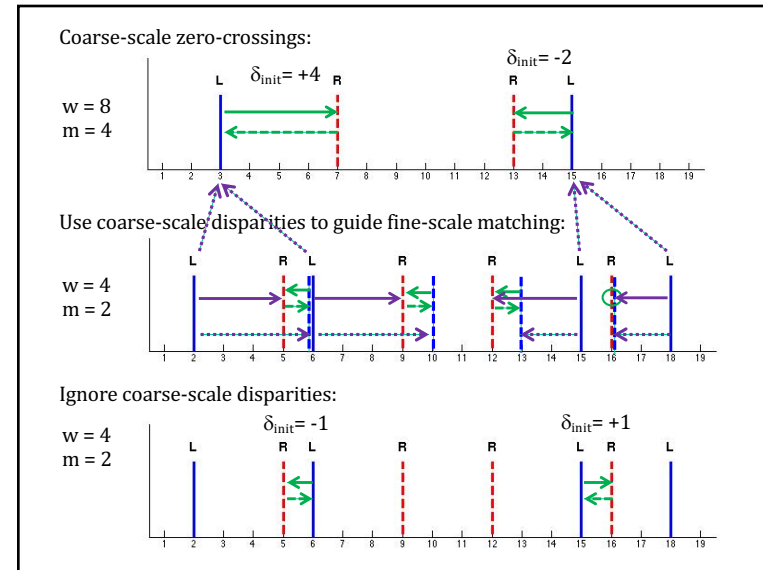 Coarse-scale zero-crossings:
δinit= +4
δinit= -2
L R R L
w = 8
m = 4
1 2 3 4 5 6 7 8 9 10 11 12 13 14 15 16 17 18 19
Use coarse-scale disparities to guide fine-scale matching:
L R L R R L R L
w = 4
m = 2
1 2 3 4 5 6 7 8 9 10 11 12 13 14 15 16 17 18 19
Ignore coarse-scale disparities:
δinit= -1 δinit= +1
w = 4
m = 2
L R L R R L R L
1 2 3 4 5 6 7 8 9 10 11 12 13 14 15 16 17 18 19